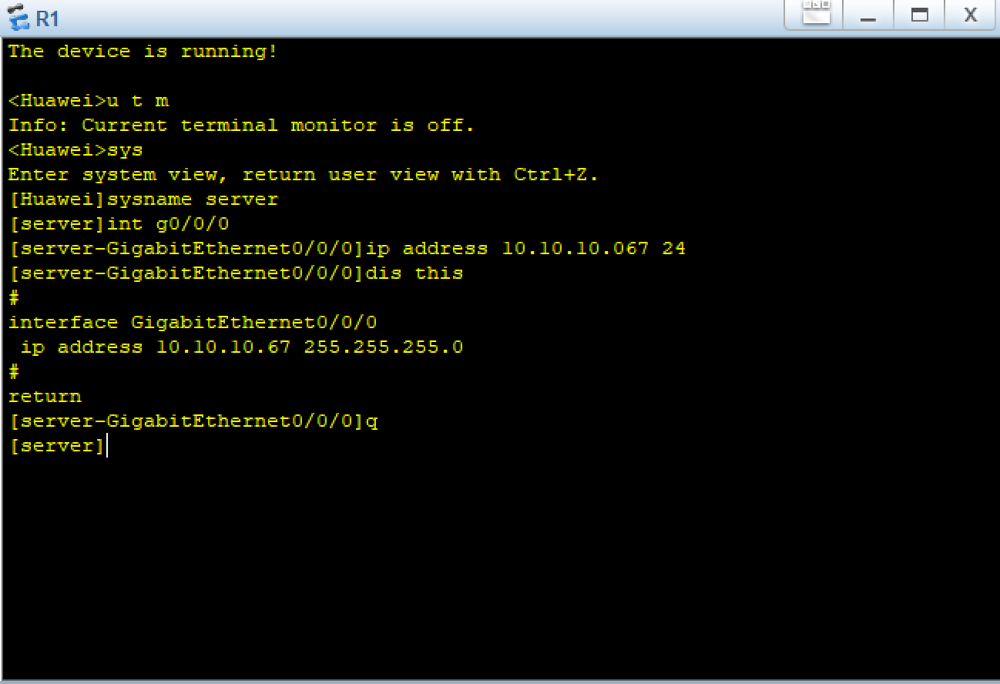 R1
The device is running!
<Huawei>u t m
Info: Current terminal monitor is off.
<Huawei>sys
Enter system view, return user view with Ctrl+Z.
[Huawei]sysname server
[server]int g0/0/0
[server-GigabitEthernet0/0/0]ip address 10.10.10.067 24
[server-GigabitEthernet0/0/0]dis this
#
interface GigabitEthernet0/0/0
 ip address 10.10.10.67 255.255.255.0
#
return
[server-GigabitEthernet0/0/0]q
[server]